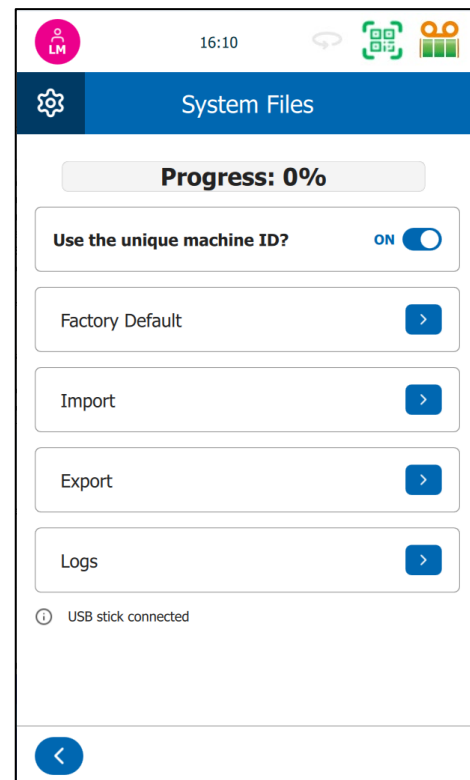 LM
16:10
System Files
Progress: 0%
Use the unique machine ID?
ON
Factory Default
Import
Export
Logs
USB stick connected